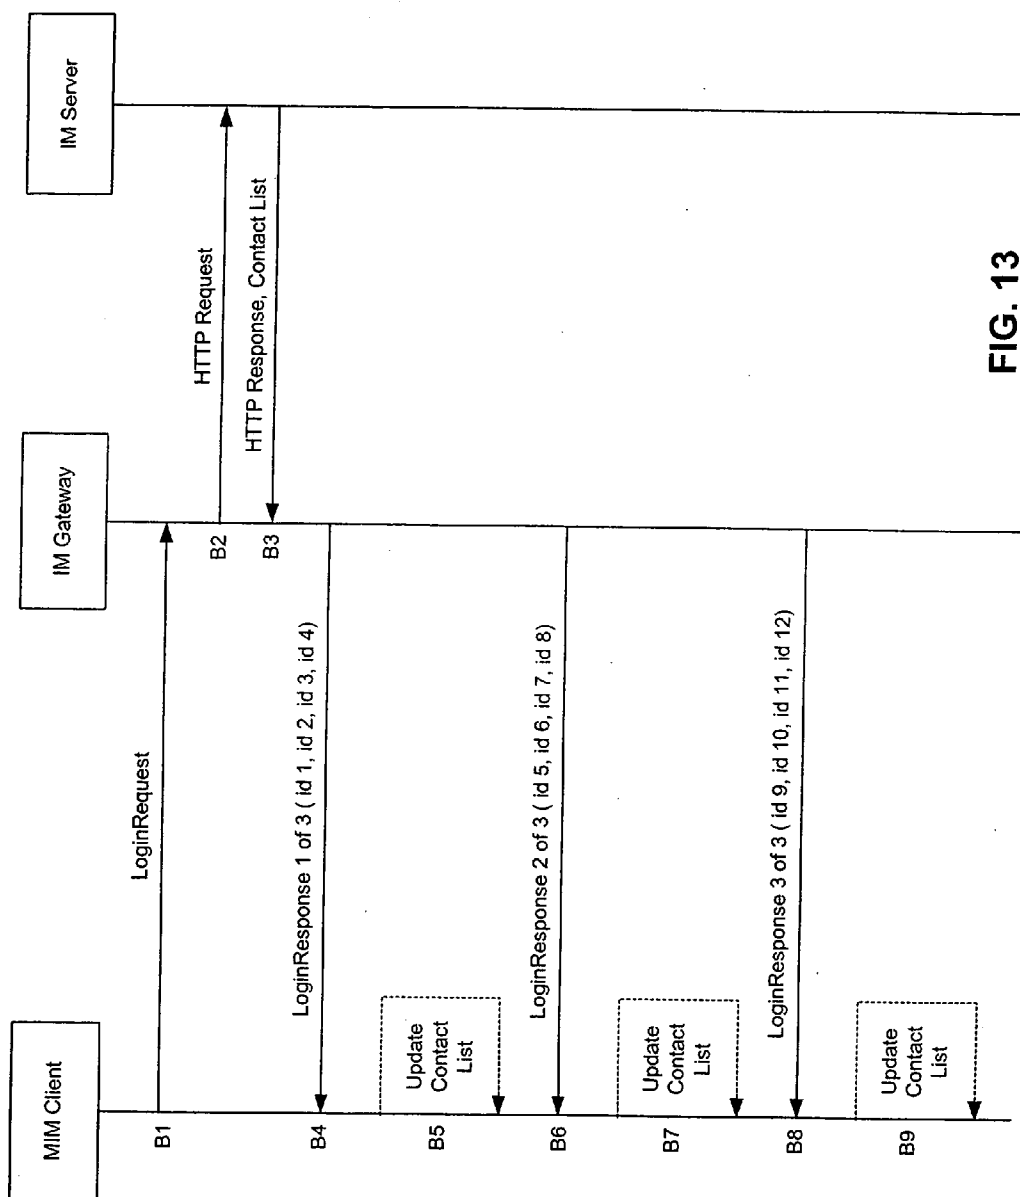 MIM Client
IM Gateway
IM Server
B1
LoginRequest
B2
HTTP Request
B3
HTTP Response, Contact List
B4
LoginResponse 1 of 3 ( id 1, id 2, id 3, id 4)
B5
Update
Contact
List
B6
LoginResponse 2 of 3 ( id 5, id 6, id 7, id 8)
B7
Update
Contact
List
B8
LoginResponse 3 of 3 ( id 9, id 10, id 11, id 12)
B9
Update
Contact
List
FIG. 13